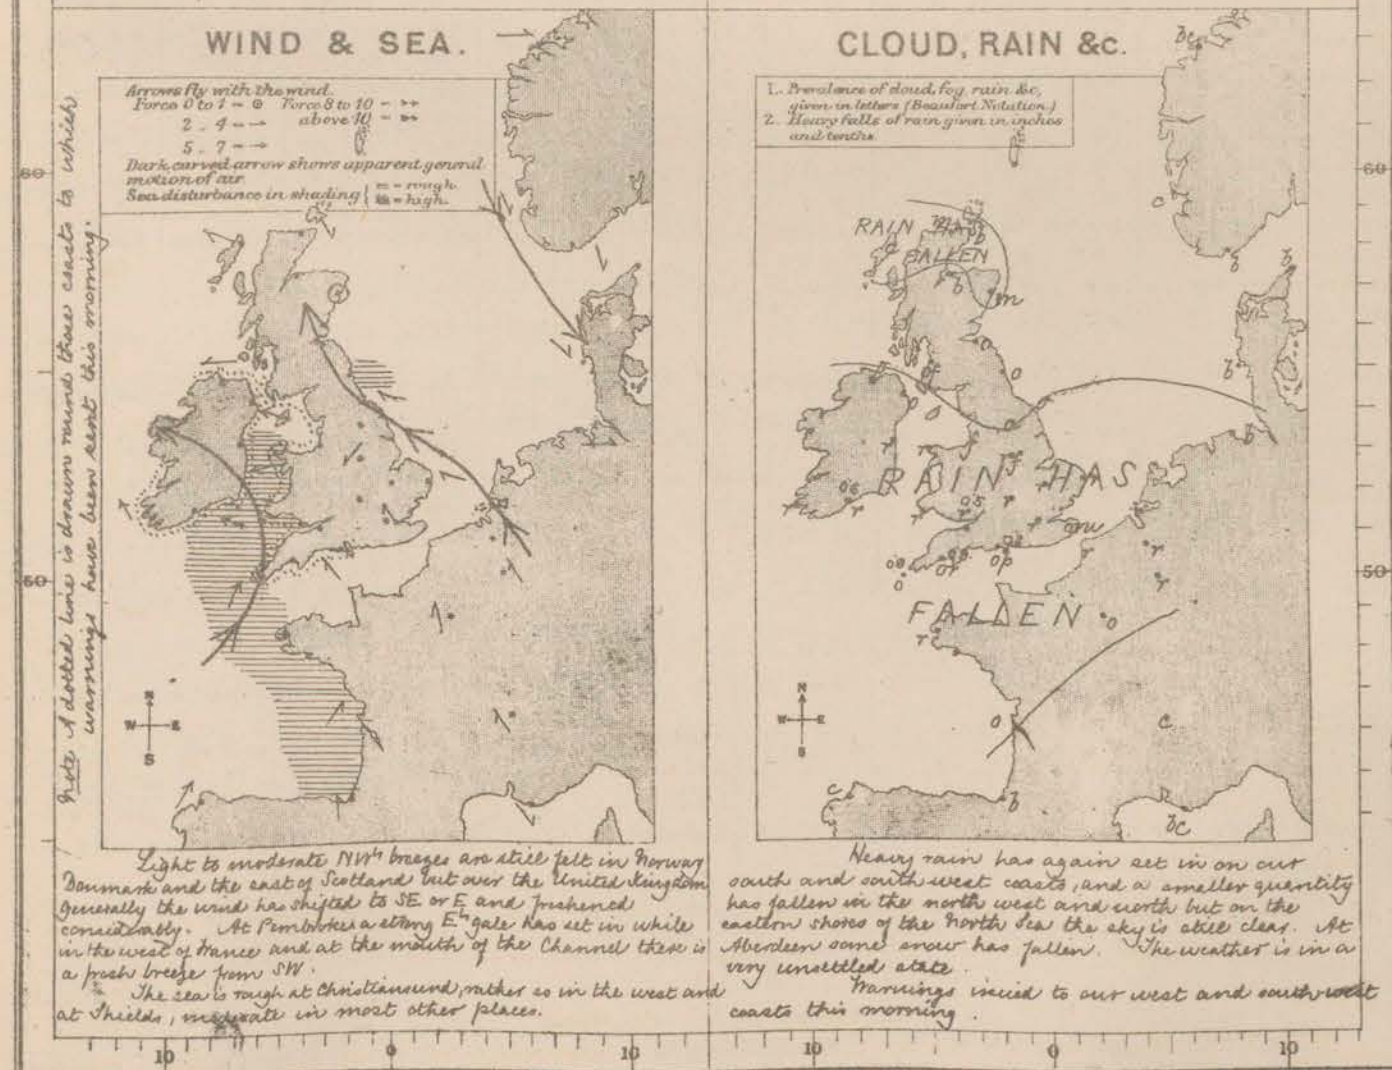 WIND & SEA.
Arrows fly with the wind.
Force 0 to 1 - Force 8 to 10 -
2 - 4 - above 10 -
5 - 7 -
Dark curved arrow shows apparent general
motion of air
Sea disturbance in shading { = rough.
= high.
Note A dotted line is drawn round those coasts to which
warnings have been sent this morning.
60
50
N
W E
S
Light to moderate NWly breezes are still felt in Norway
Denmark and the east of Scotland but over the United Kingdom
generally the wind has shifted to SE or E and freshened
considerably. At Pembroke a strong Ely gale has set in while
in the west of France and at the mouth of the Channel there is
a fresh breeze from SW.
The sea is rough at Christiansund, rather so in the west and
at Shields, moderate in most other places.
10 0 10
CLOUD, RAIN &c.
1. Prevalence of cloud, fog, rain &c,
given in letters (Beaufort Notation.)
2. Heavy falls of rain given in inches
and tenths.
60
50
bc
RAIN HAS
FALLEN
RAIN HAS
FALLEN
N
W E
S
c
bc
Heavy rain has again set in on our
south and south west coasts, and a smaller quantity
has fallen in the north west and north but on the
eastern shores of the North Sea the sky is still clear. At
Aberdeen some snow has fallen. The weather is in a
very unsettled state.
Warnings issued to our west and south west
coasts this morning.
10 0 10